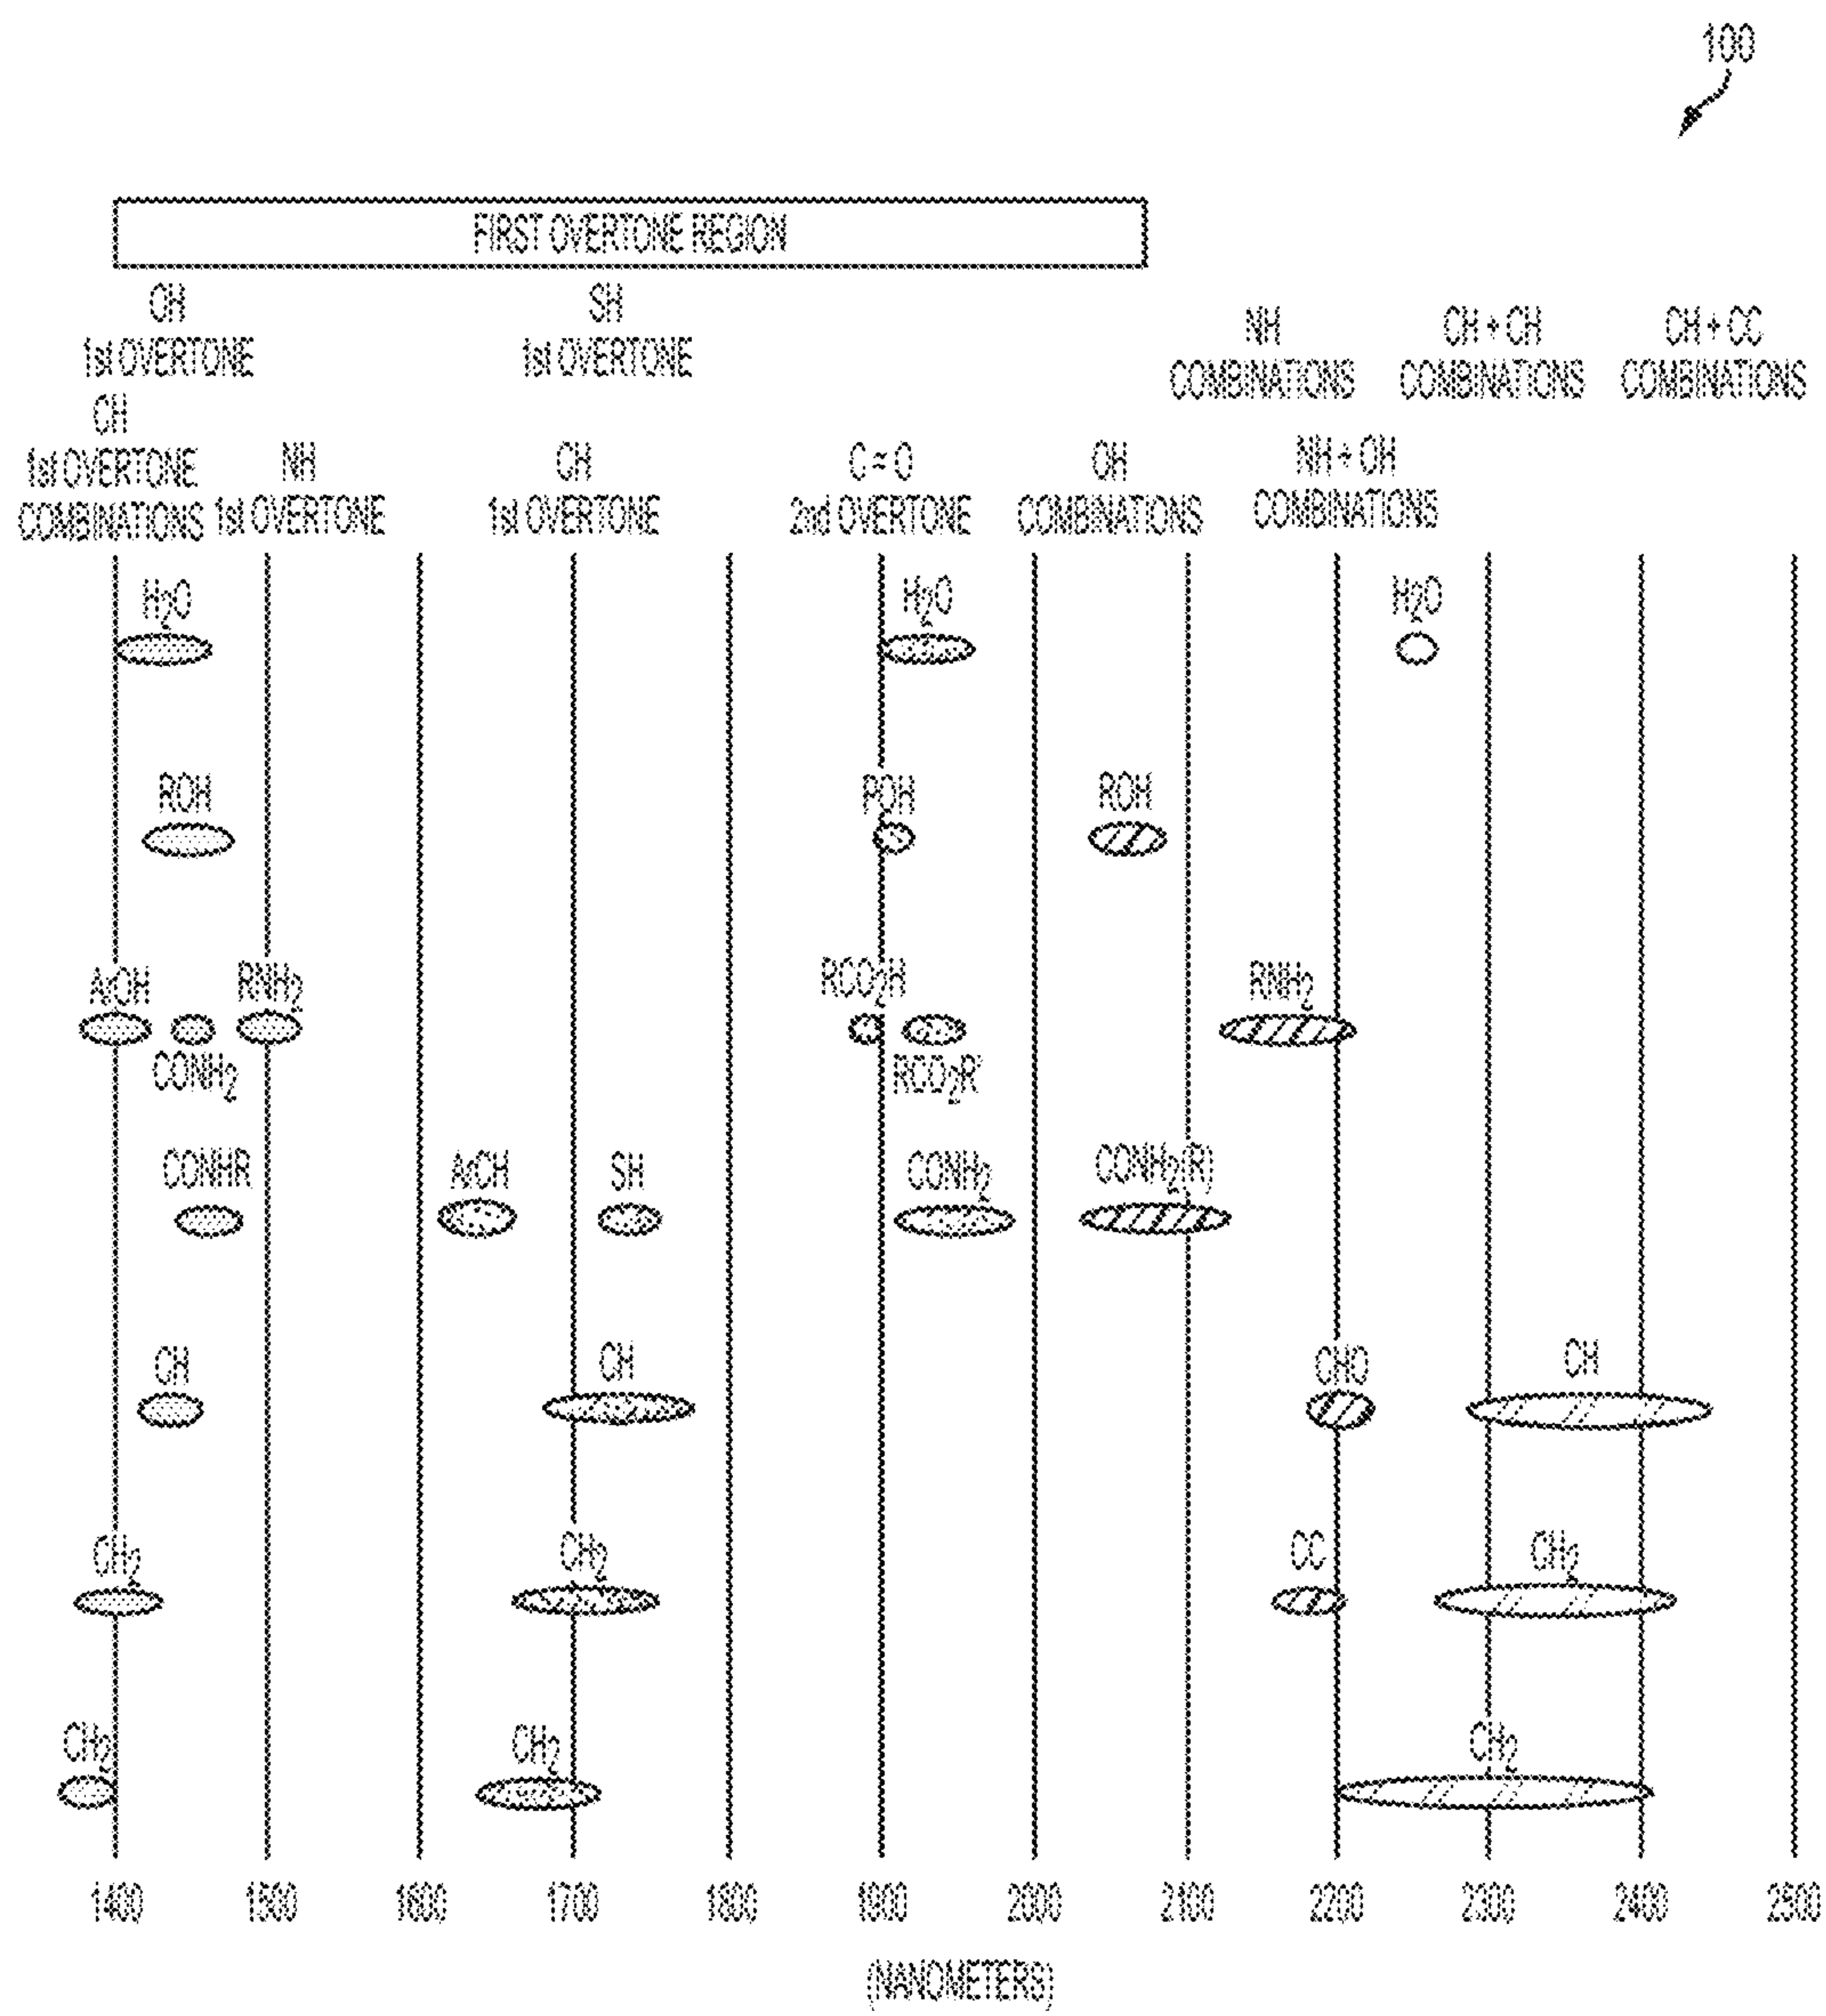 100
FIRST OVERTONE REGION
OH
1st OVERTONE
SH
1st OVERTONE
NH
COMBINATIONS
CH + CH
COMBINATIONS
CH + CC
COMBINATIONS
CH
1st OVERTONE
COMBINATIONS
NH
1st OVERTONE
CH
1st OVERTONE
C = O
2nd OVERTONE
OH
COMBINATIONS
NH + OH
COMBINATIONS
H2O H2O H2O
ROH POH ROH
ArOH RNH2 RCO2H RNH2
CONH2 RCO2R'
CONHR ArCH SH CONH2 CONH2(R)
CH CH CHO CH
CH2 CH2 CC CH2
CH2 CH2 CH2
1400 1500 1600 1700 1800 1900 2000 2100 2200 2300 2400 2500
(NANOMETERS)